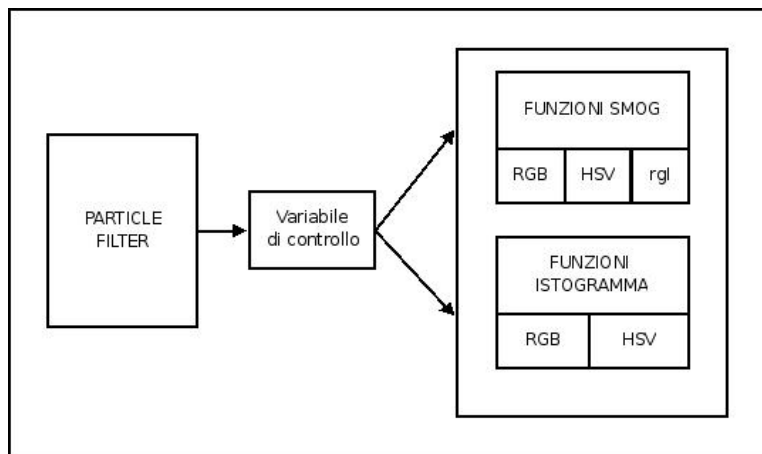 PARTICLE
FILTER
Variabile
di controllo
FUNZIONI SMOG
RGB
HSV
rgI
FUNZIONI
ISTOGRAMMA
RGB
HSV